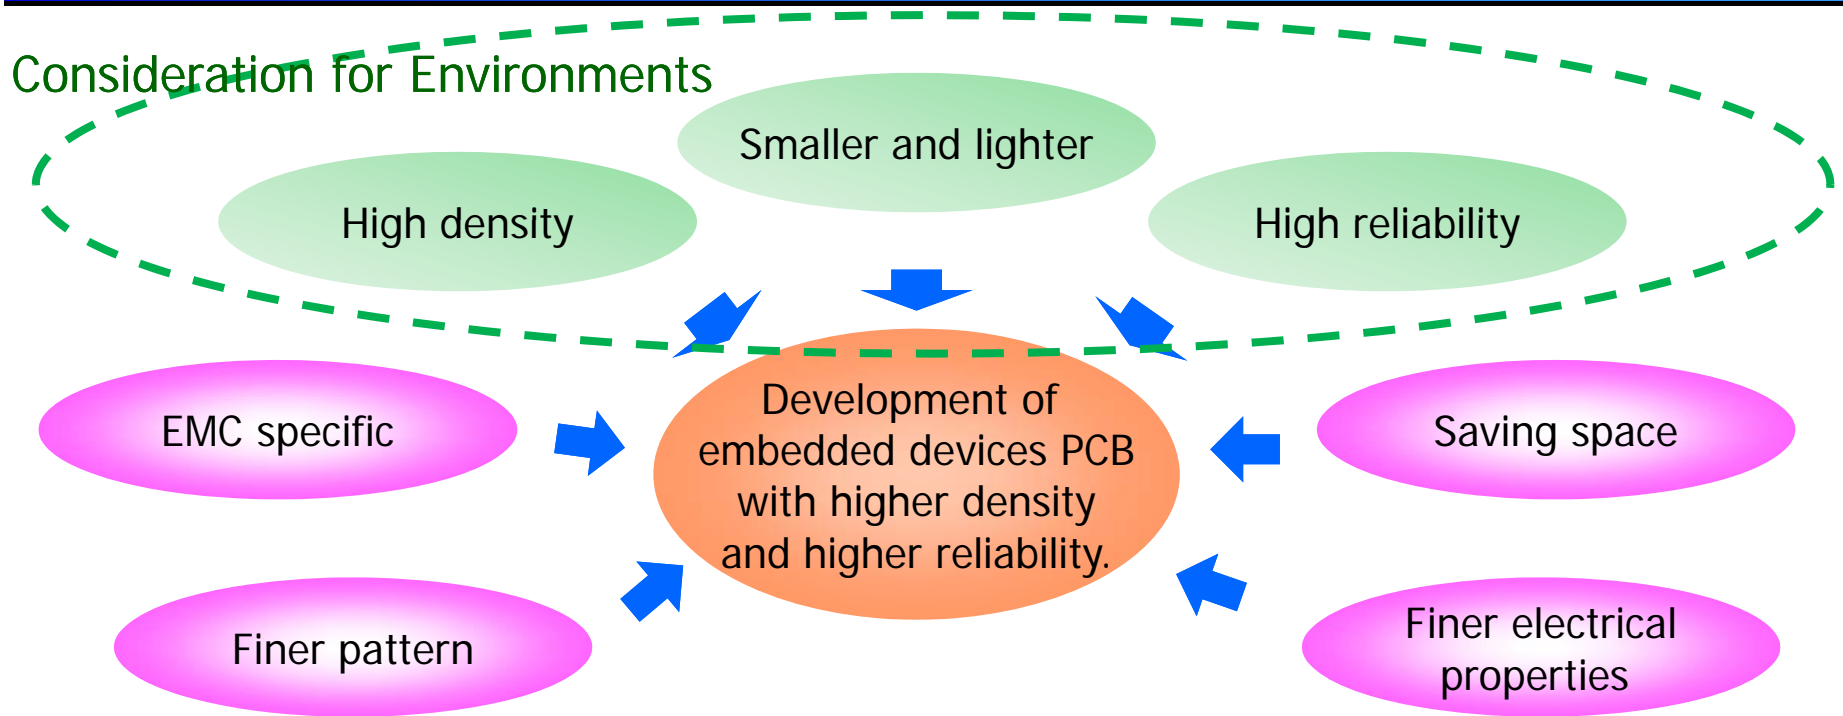 Consideration for Environments
Smaller and lighter
High density
High reliability
EMC specific
Development of
embedded devices PCB
with higher density
and higher reliability.
Saving space
Finer pattern
Finer electrical
properties